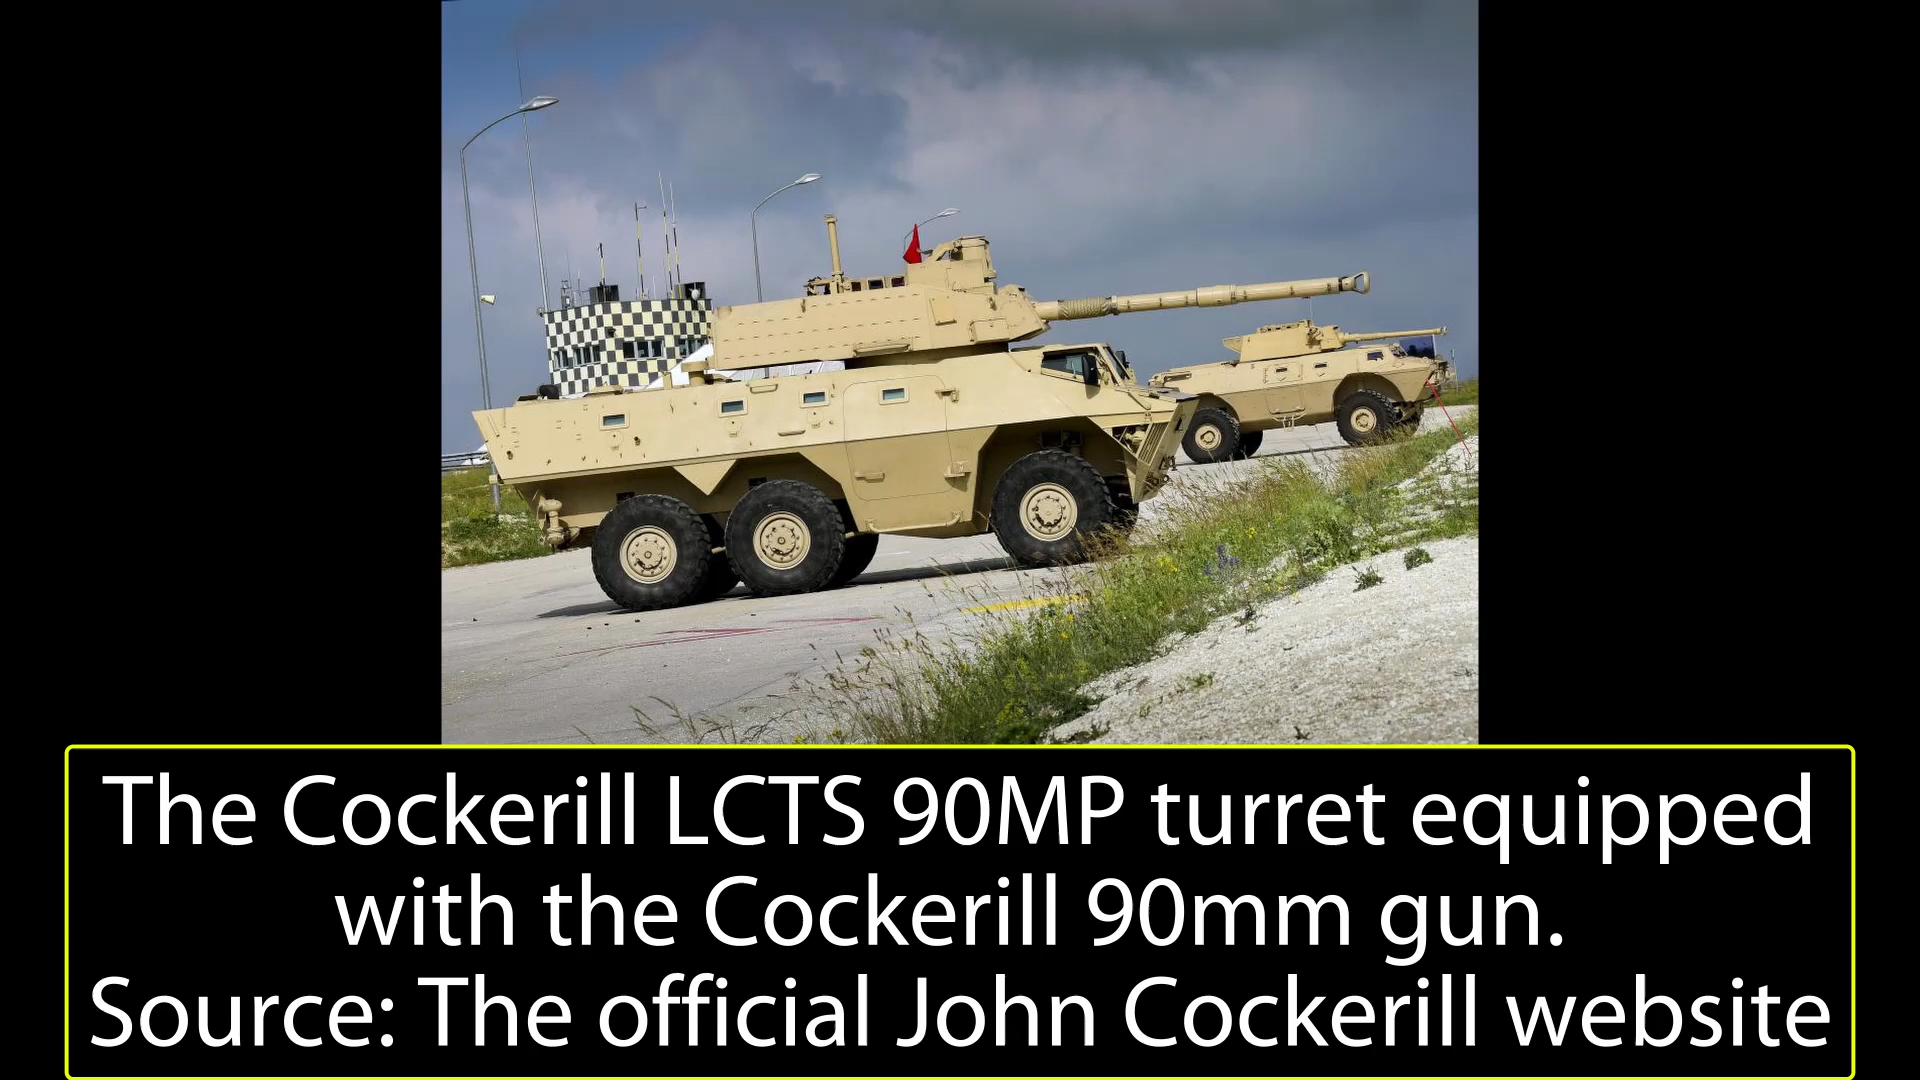 The Cockerill LCTS 90MP turret equipped
with the Cockerill 90mm gun.
Source: The official John Cockerill website